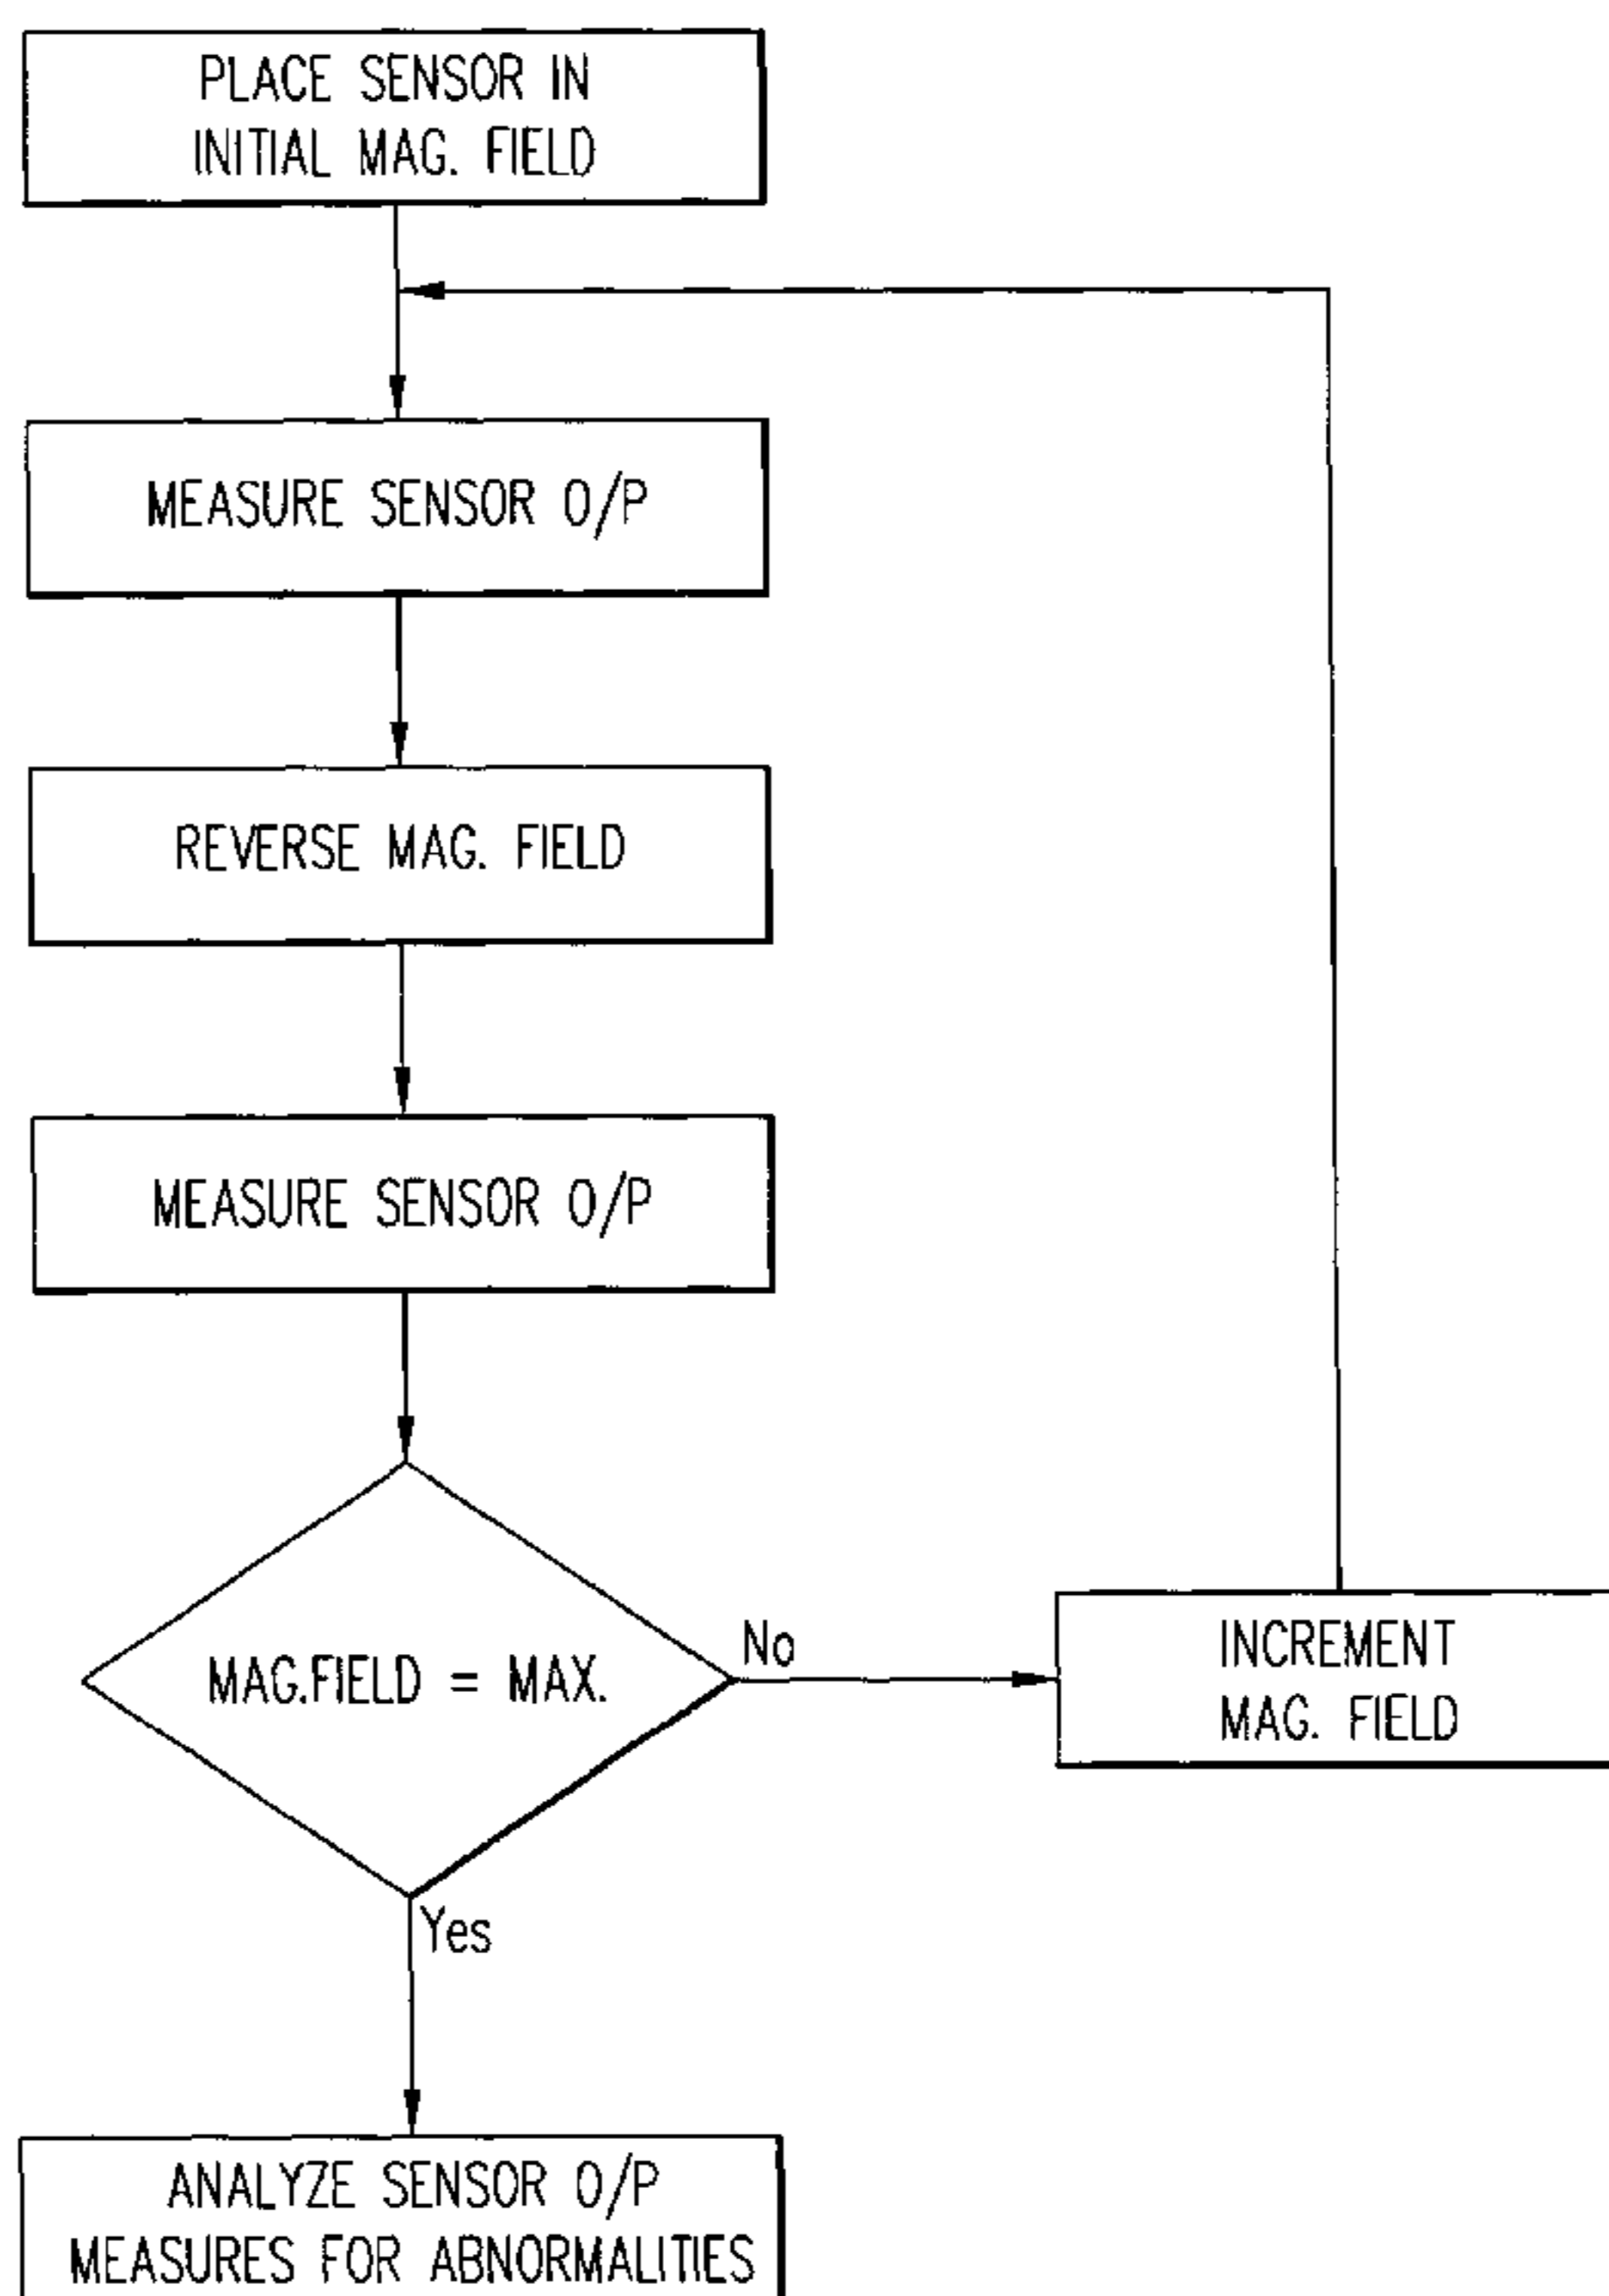 PLACE SENSOR IN
INITIAL MAG. FIELD
MEASURE SENSOR O/P
REVERSE MAG. FIELD
MEASURE SENSOR O/P
MAG.FIELD = MAX.
No
INCREMENT
MAG. FIELD
Yes
ANALYZE SENSOR O/P
MEASURES FOR ABNORMALITIES